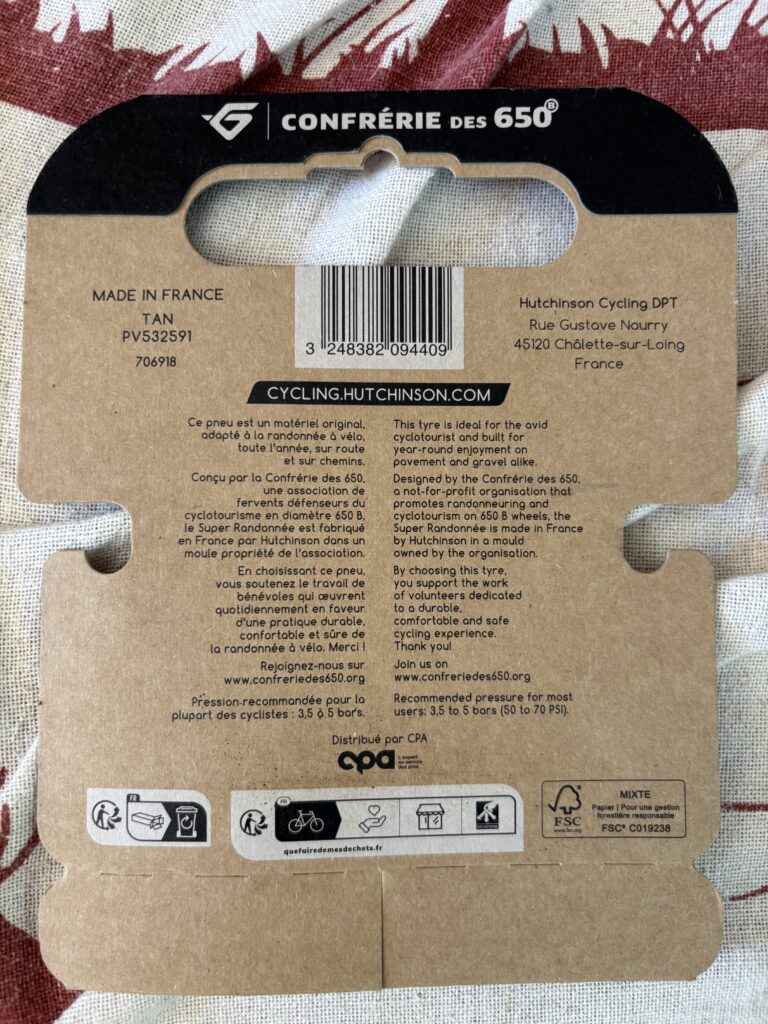 CONFRÉRIE DES 650B
MADE IN FRANCE
TAN
PV532591
706918
3 248382 094409
Hutchinson Cycling DPT
Rue Gustave Nourry
45120 Châlette-sur-Loing
France
CYCLING.HUTCHINSON.COM
Ce pneu est un matériel original,
adapté à la randonnée à vélo,
toute l'année, sur route
et sur chemins.
Conçu par la Confrérie des 650,
une association de
fervents défenseurs du
cyclotourisme en diamètre 650 B,
le Super Randonnée est fabriqué
en France par Hutchinson dans un
moule propriété de l'association.
En choisissant ce pneu,
vous soutenez le travail de
bénévoles qui œuvrent
quotidiennement en faveur
d'une pratique durable,
confortable et sûre de
la randonnée à vélo. Merci !
Rejoignez-nous sur
www.confreriedes650.org
Pression recommandée pour la
plupart des cyclistes : 3,5 à 5 bars.
This tyre is ideal for the avid
cyclotourist and built for
year-round enjoyment on
pavement and gravel alike.
Designed by the Confrérie des 650,
a not-for-profit organisation that
promotes randonneuring and
cyclotourism on 650 B wheels, the
Super Randonnée is made in France
by Hutchinson in a mould
owned by the organisation.
By choosing this tyre,
you support the work
of volunteers dedicated
to a durable,
comfortable and safe
cycling experience.
Thank you!
Join us on
www.confreriedes650.org
Recommended pressure for most
users: 3,5 to 5 bars (50 to 70 PSI).
Distribué par CPA
cpa
L'expert
au service
des pros
FR
FR
quefairedemesdechets.fr
FSC
www.fsc.org
MIXTE
Papier | Pour une gestion
forestière responsable
FSC® C019238